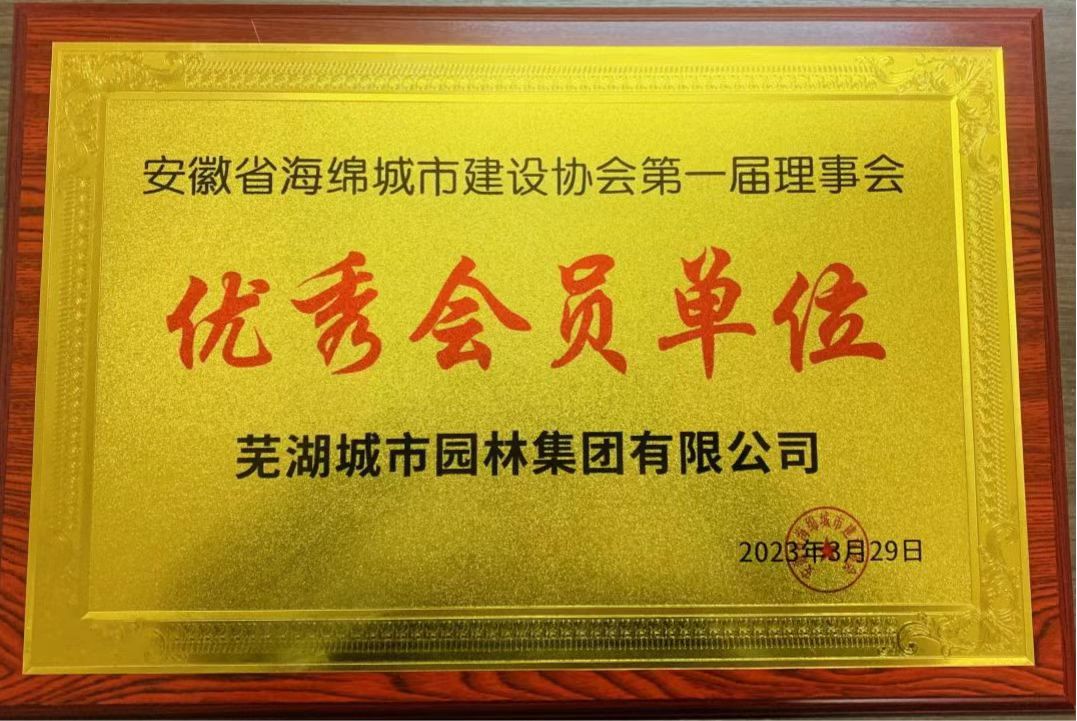 安徽省海绵城市建设协会第一届理事会
优秀会员单位
芜湖城市园林集团有限公司
2023年3月29日